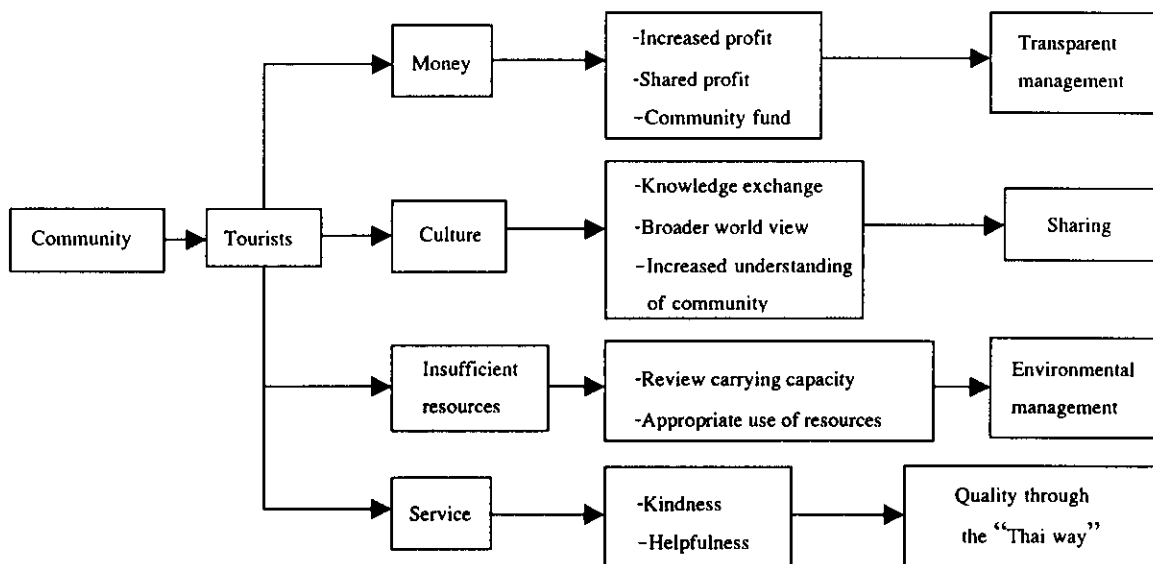 Community
Tourists
Money
-Increased profit
-Shared profit
-Community fund
Transparent
management
Culture
-Knowledge exchange
-Broader world view
-Increased understanding
of community
Sharing
Insufficient
resources
-Review carrying capacity
-Appropriate use of resources
Environmental
management
Service
-Kindness
-Helpfulness
Quality through
the “Thai way”